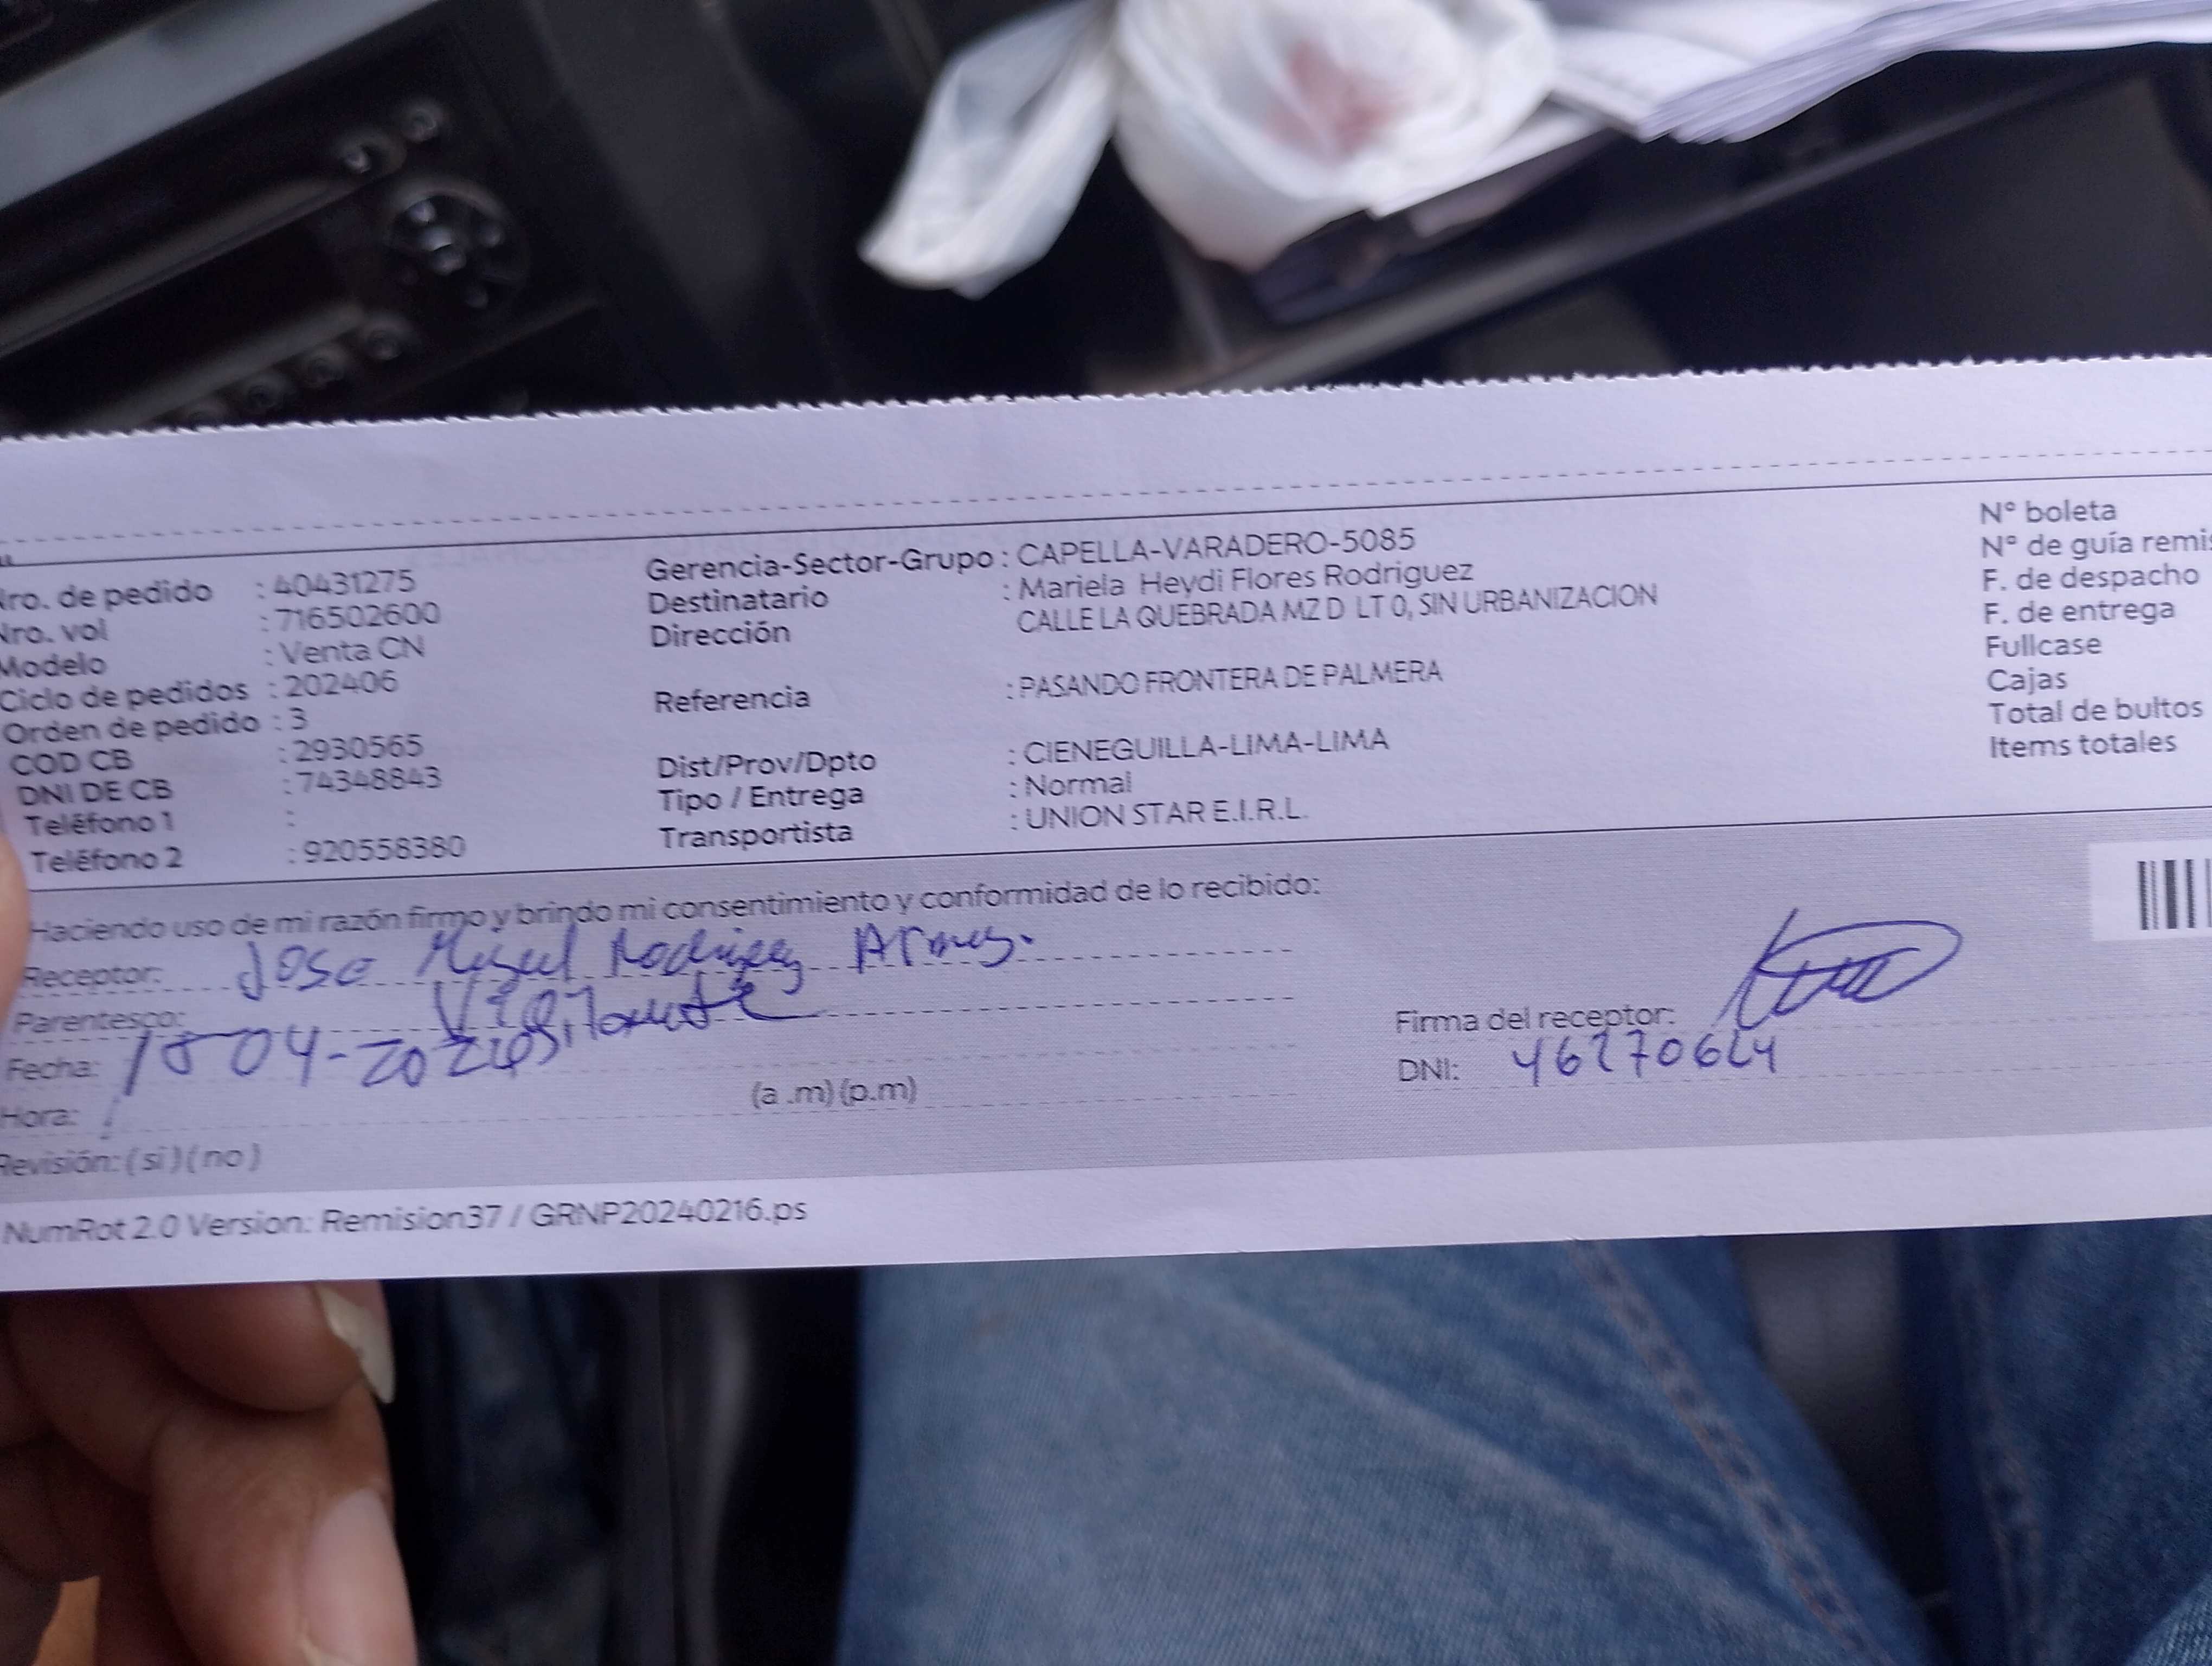 Nro. de pedido : 40431275
Nro. vol : 716502600
Modelo : Venta CN
Ciclo de pedidos : 202406
Orden de pedido : 3
COD CB : 2930565
DNI DE CB : 74348843
Teléfono 1 :
Teléfono 2 : 920558380
Gerencia-Sector-Grupo : CAPELLA-VARADERO-5085
Destinatario : Mariela Heydi Flores Rodriguez
Dirección CALLE LA QUEBRADA MZ D LT 0, SIN URBANIZACION
Referencia : PASANDO FRONTERA DE PALMERA
Dist/Prov/Dpto : CIENEGUILLA-LIMA-LIMA
Tipo / Entrega : Normal
Transportista : UNION STAR E.I.R.L.
N° boleta
N° de guía remis
F. de despacho
F. de entrega
Fullcase
Cajas
Total de bultos
Items totales
Haciendo uso de mi razón firmo y brindo mi consentimiento y conformidad de lo recibido:
Receptor: Jose Miguel Rodriguez
Parentesco: Vigilante
Fecha:
Hora: (a .m) (p.m)
Revisión: ( si ) ( no )
Firma del receptor:
DNI:
NumRot 2.0 Version: Remision37 / GRNP20240216.ps